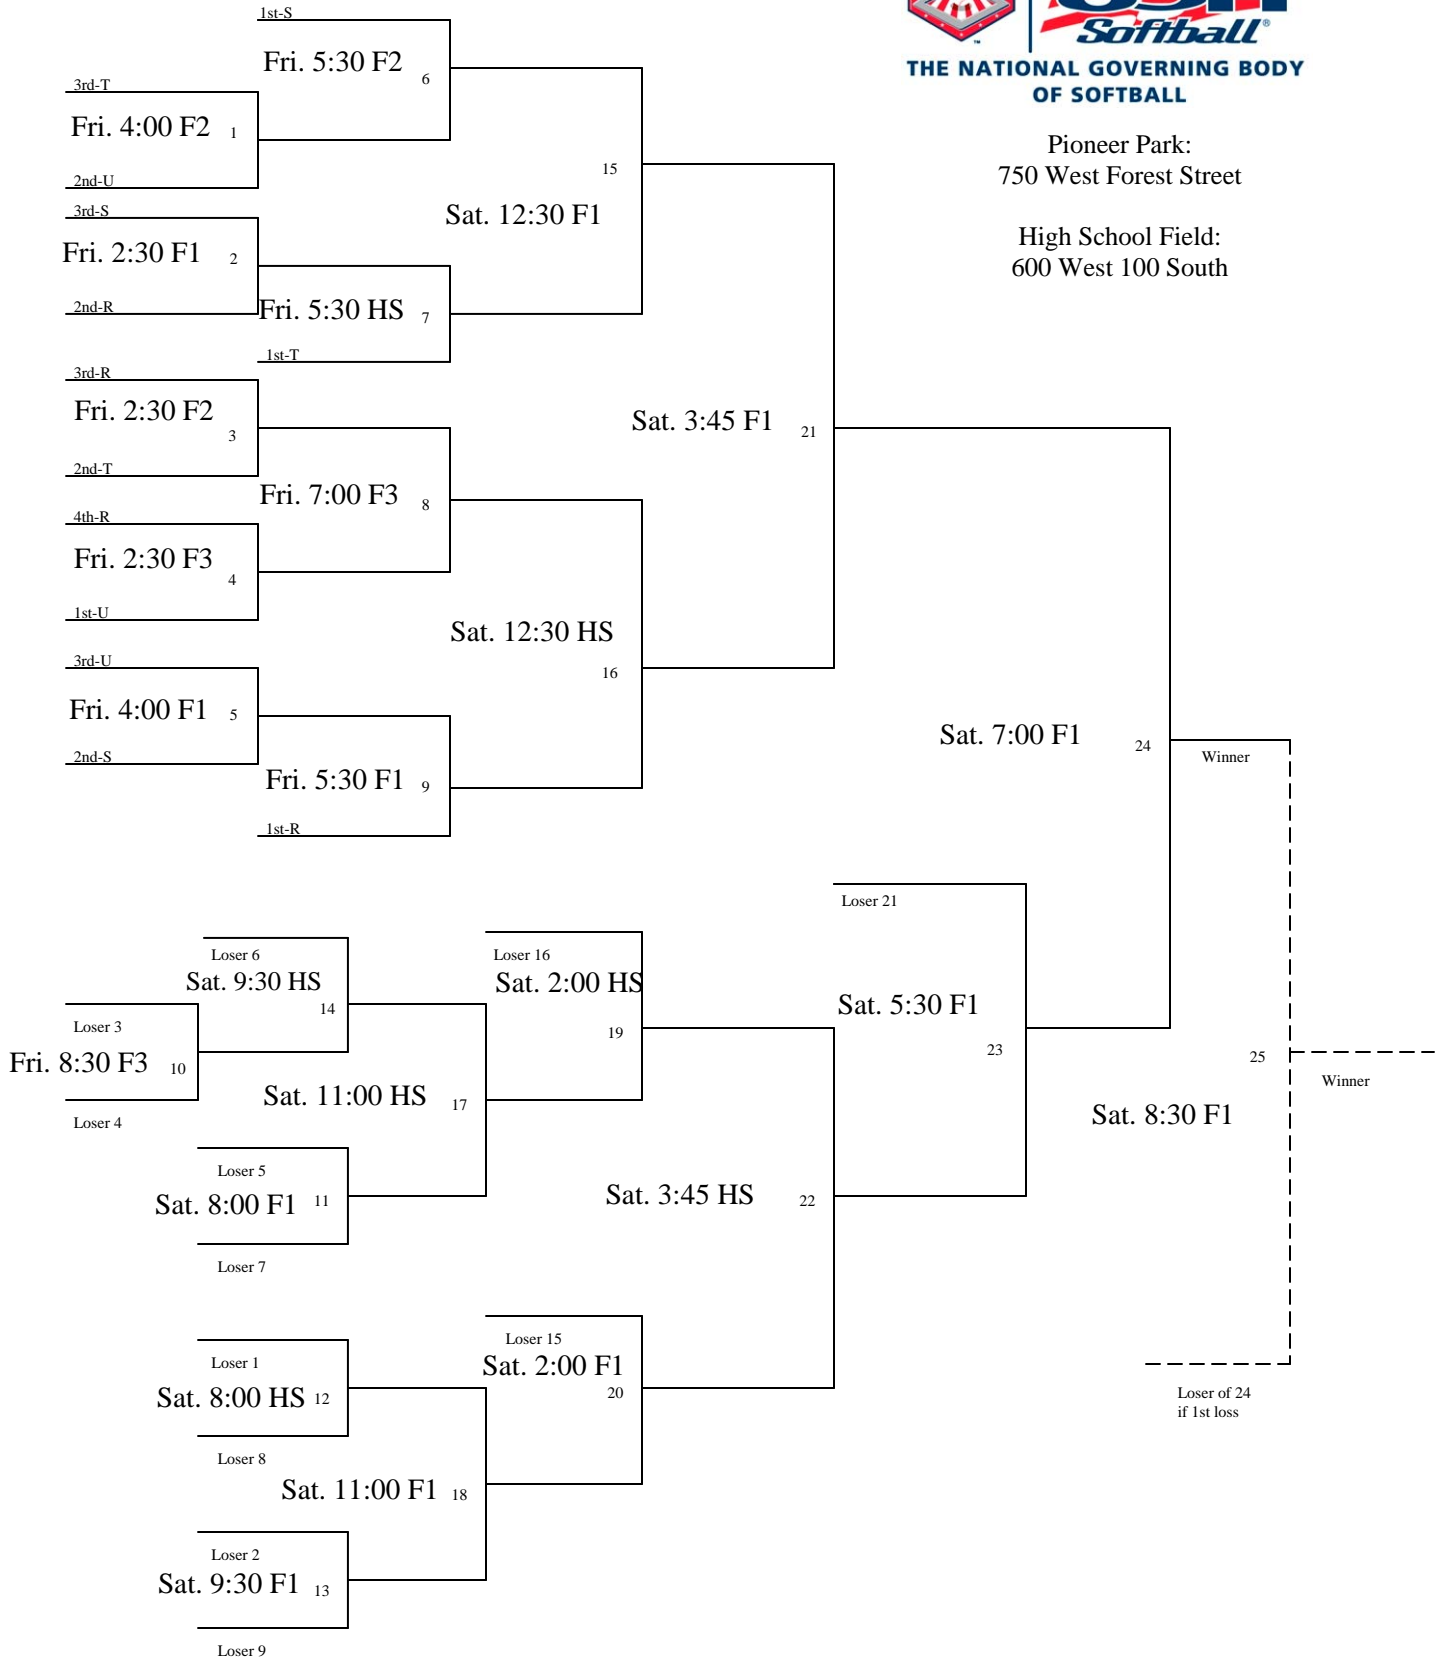 1st-S
Fri. 5:30 F2
6
3rd-T
Fri. 4:00 F2
1
2nd-U
3rd-S
Fri. 2:30 F1
2
2nd-R
Fri. 5:30 HS
7
1st-T
15
Sat. 12:30 F1
3rd-R
Fri. 2:30 F2
3
2nd-T
Fri. 7:00 F3
8
4th-R
Fri. 2:30 F3
4
1st-U
Sat. 12:30 HS
16
3rd-U
Fri. 4:00 F1
5
2nd-S
Fri. 5:30 F1
9
1st-R
Sat. 3:45 F1
21
Softball®
™
THE NATIONAL GOVERNING BODY
OF SOFTBALL
Pioneer Park:
750 West Forest Street
High School Field:
600 West 100 South
Sat. 7:00 F1
24
Winner
Loser 21
Loser 6
Sat. 9:30 HS
14
Loser 3
Fri. 8:30 F3
10
Loser 4
Loser 16
Sat. 2:00 HS
19
Sat. 11:00 HS
17
Loser 5
Sat. 8:00 F1
11
Loser 7
Sat. 5:30 F1
23
Sat. 3:45 HS
22
25
Winner
Sat. 8:30 F1
Loser 1
Sat. 8:00 HS
12
Loser 8
Loser 15
Sat. 2:00 F1
20
Sat. 11:00 F1
18
Loser 2
Sat. 9:30 F1
13
Loser 9
Loser of 24
if 1st loss